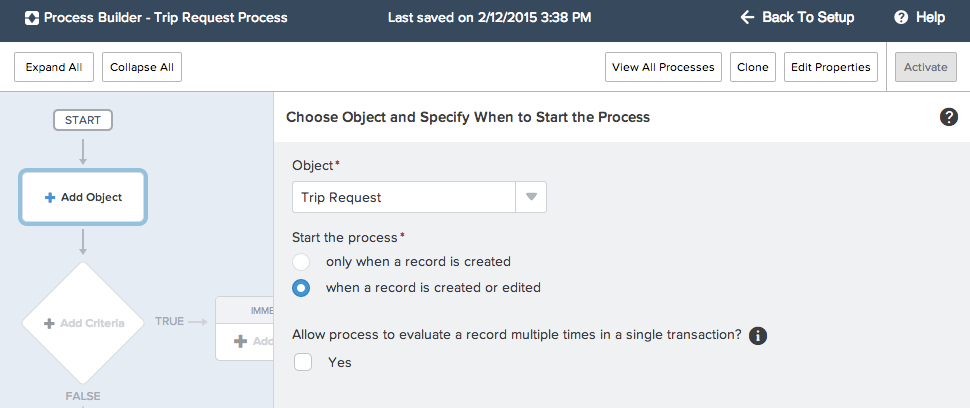 Process Builder - Trip Request Process
Last saved on 2/12/2015 3:38 PM
Back To Setup
Help
Expand All
Collapse All
View All Processes
Clone
Edit Properties
Activate
START
Add Object
Add Criteria
TRUE
IMME
Add
FALSE
Choose Object and Specify When to Start the Process
Object*
Trip Request
Start the process*
only when a record is created
when a record is created or edited
Allow process to evaluate a record multiple times in a single transaction?
Yes